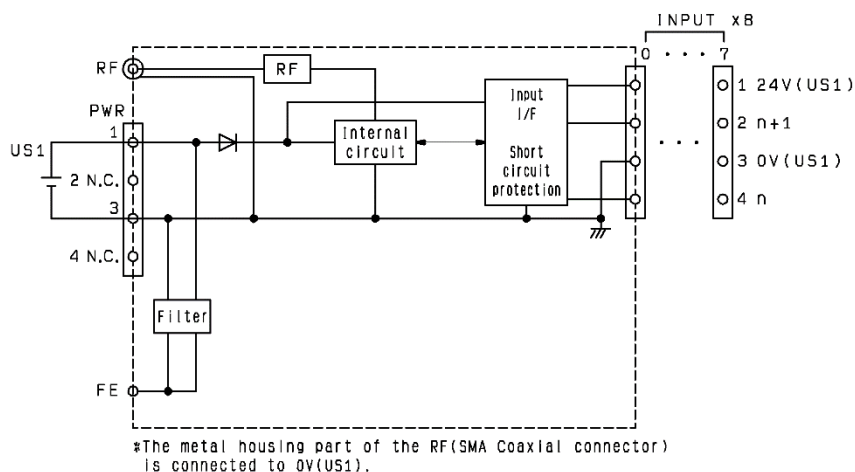 INPUT x8
0 . . . 7
RF
RF
PWR
1
US1
2 N.C.
3
4 N.C.
Internal
circuit
Input
I/F
Short
circuit
protection
. . .
1 24V(US1)
2 n+1
3 0V(US1)
4 n
Filter
FE
*The metal housing part of the RF(SMA Coaxial connector)
is connected to 0V(US1).